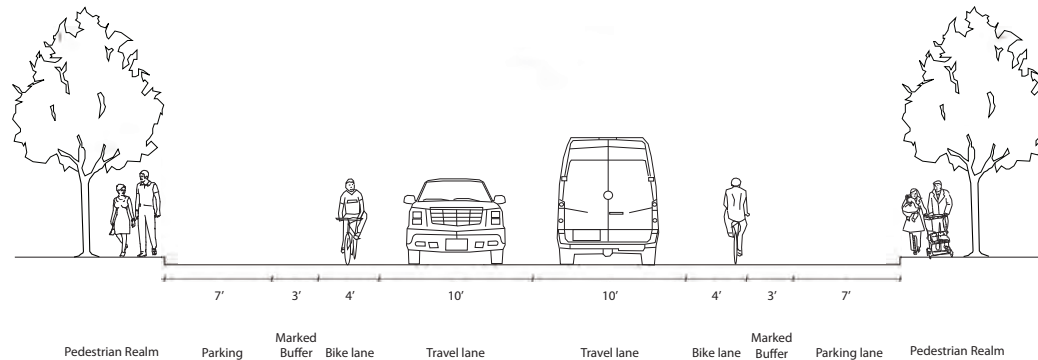 7’ 3’ 4’ 10’ 10’ 4’ 3’ 7’
Pedestrian Realm Parking Marked Buffer Bike lane Travel lane Travel lane Bike lane Marked Buffer Parking lane Pedestrian Realm